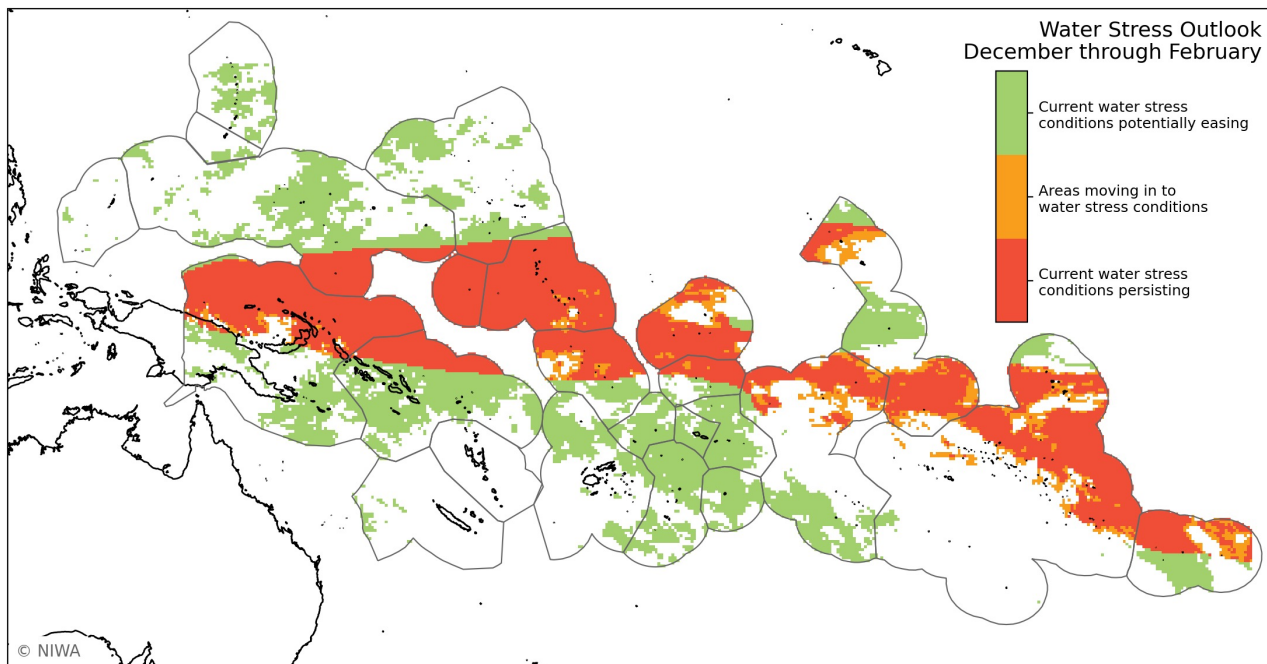 Water Stress Outlook
December through February
Current water stress
conditions potentially easing
Areas moving in to
water stress conditions
Current water stress
conditions persisting
© NIWA